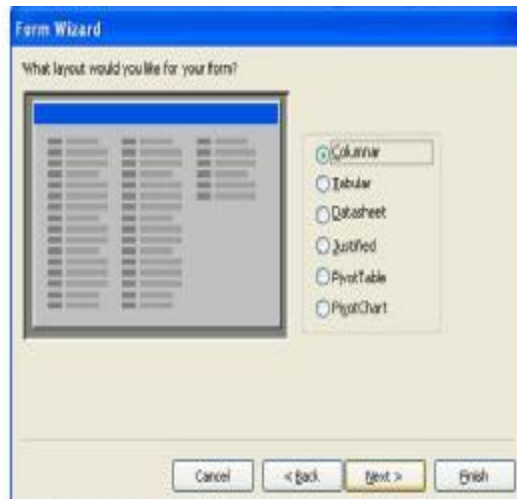 Form Wizard
What layout would you like for your form?
Columnar
Tabular
Datasheet
Justified
PivotTable
PivotChart
Cancel
< Back
Next >
Finish